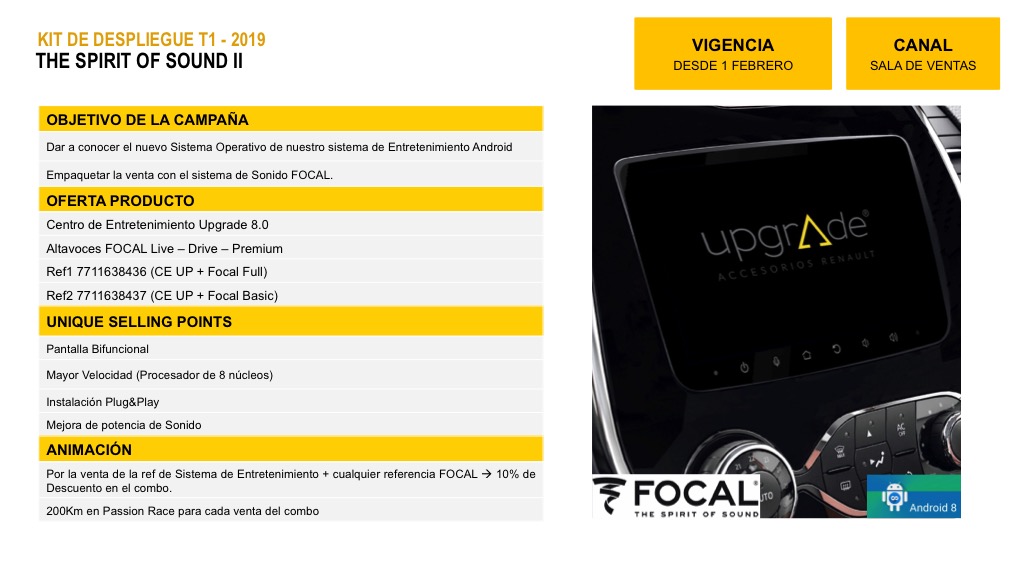 KIT DE DESPLIEGUE T1 - 2019
THE SPIRIT OF SOUND II
VIGENCIA
DESDE 1 FEBRERO
CANAL
SALA DE VENTAS
OBJETIVO DE LA CAMPAÑA
Dar a conocer el nuevo Sistema Operativo de nuestro sistema de Entretenimiento Android
Empaquetar la venta con el sistema de Sonido FOCAL.
OFERTA PRODUCTO
Centro de Entretenimiento Upgrade 8.0
Altavoces FOCAL Live – Drive – Premium
Ref1 7711638436 (CE UP + Focal Full)
Ref2 7711638437 (CE UP + Focal Basic)
UNIQUE SELLING POINTS
Pantalla Bifuncional
Mayor Velocidad (Procesador de 8 núcleos)
Instalación Plug&Play
Mejora de potencia de Sonido
ANIMACIÓN
Por la venta de la ref de Sistema de Entretenimiento + cualquier referencia FOCAL → 10% de
Descuento en el combo.
200Km en Passion Race para cada venta del combo
upgrade®
ACCESORIOS RENAULT
AC
OFF
MAX
21
AUTO
FOCAL®
THE SPIRIT OF SOUND
Android 8